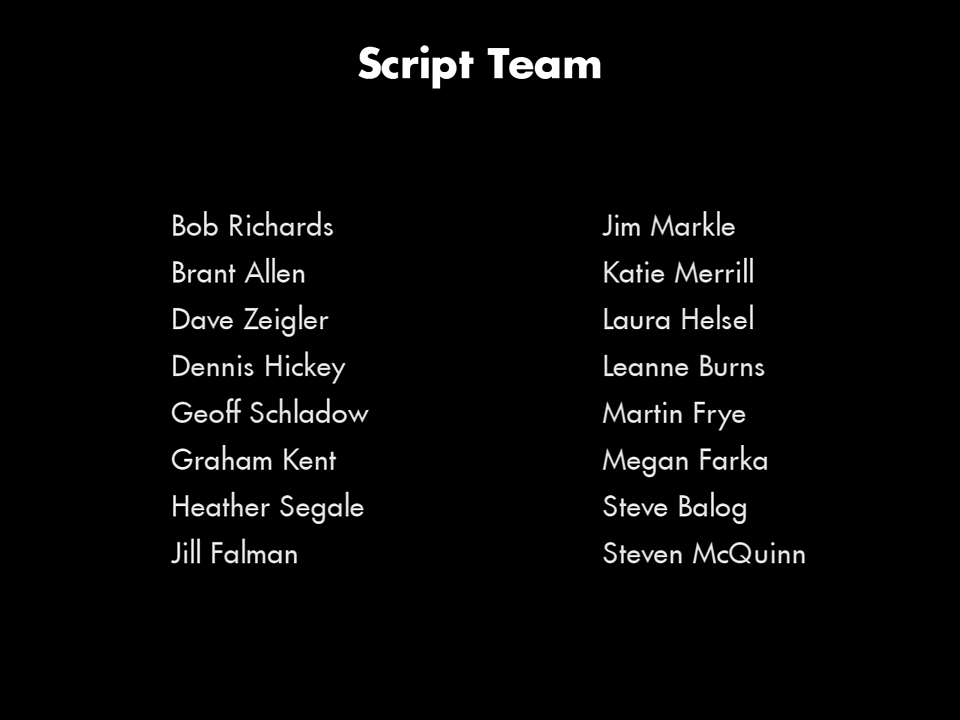 Script Team
Bob Richards
Brant Allen
Dave Zeigler
Dennis Hickey
Geoff Schladow
Graham Kent
Heather Segale
Jill Falman
Jim Markle
Katie Merrill
Laura Helsel
Leanne Burns
Martin Frye
Megan Farka
Steve Balog
Steven McQuinn